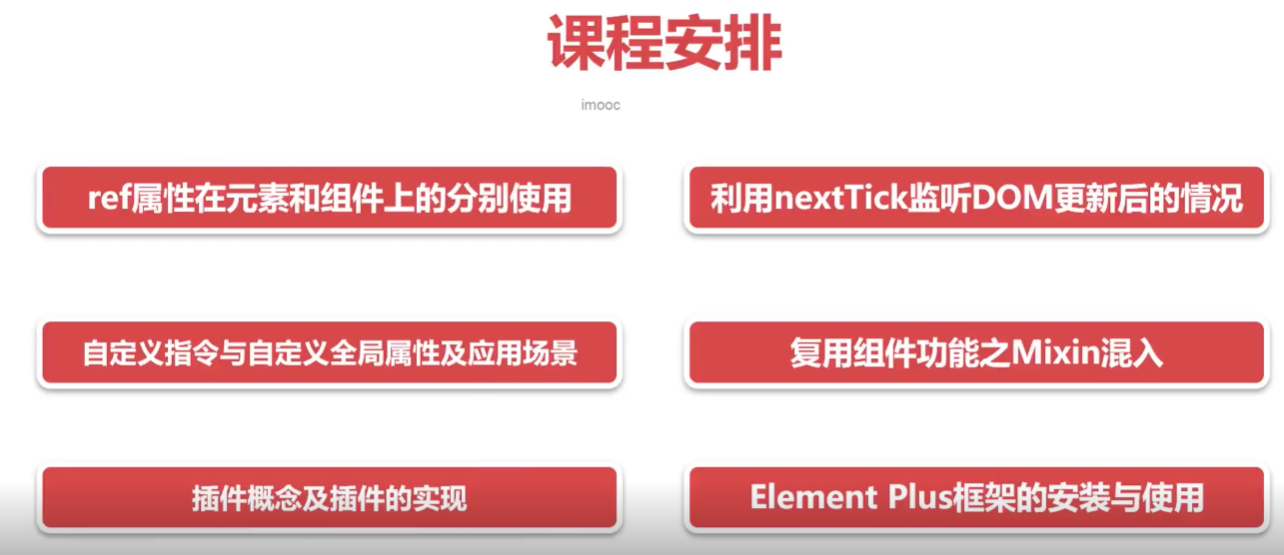 课程安排
imooc
ref属性在元素和组件上的分别使用
利用nextTick监听DOM更新后的情况
自定义指令与自定义全局属性及应用场景
复用组件功能之Mixin混入
插件概念及插件的实现
Element Plus框架的安装与使用